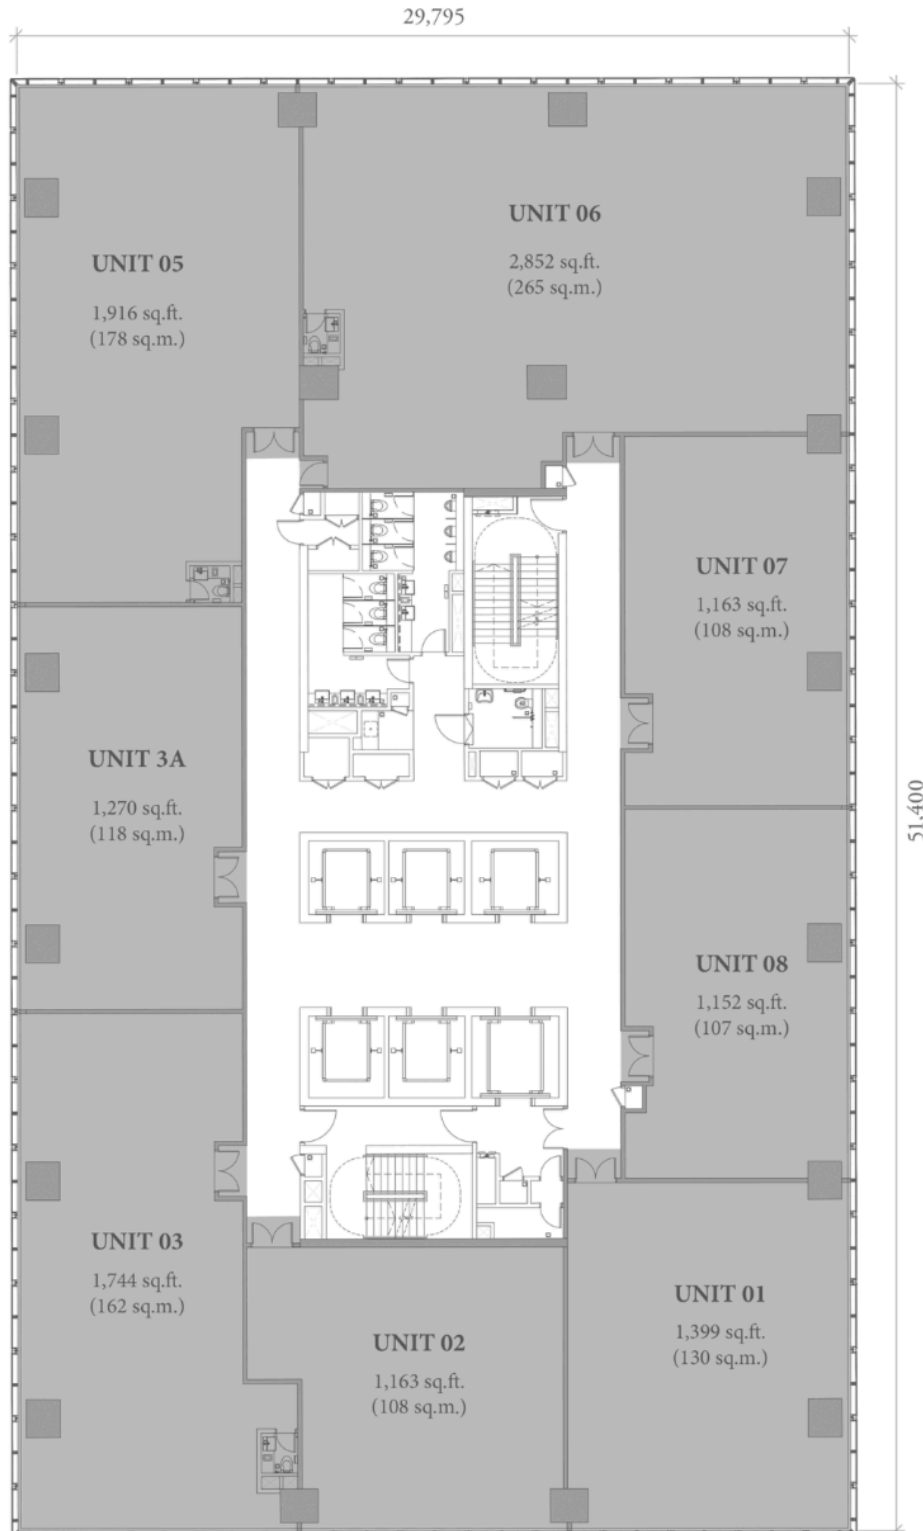 29,795
UNIT 06
2,852 sq.ft.
(265 sq.m.)
UNIT 05
1,916 sq.ft.
(178 sq.m.)
UNIT 07
1,163 sq.ft.
(108 sq.m.)
UNIT 3A
1,270 sq.ft.
(118 sq.m.)
51,400
UNIT 08
1,152 sq.ft.
(107 sq.m.)
UNIT 03
1,744 sq.ft.
(162 sq.m.)
UNIT 01
1,399 sq.ft.
(130 sq.m.)
UNIT 02
1,163 sq.ft.
(108 sq.m.)